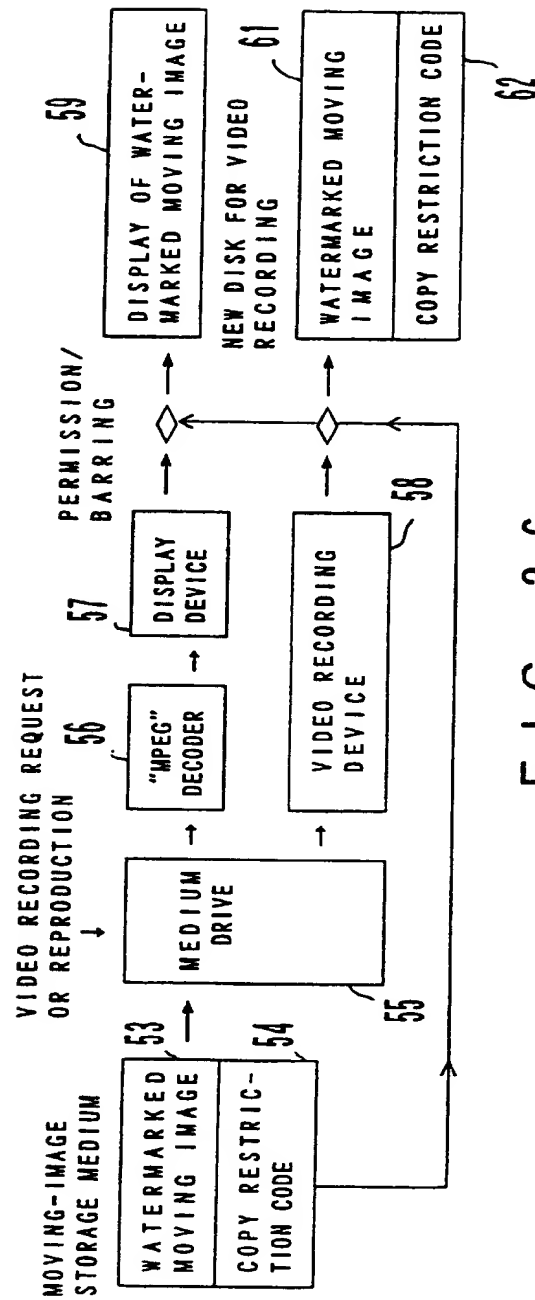 MOVING-IMAGE
STORAGE MEDIUM
WATERMARKED
MOVING IMAGE
53
COPY RESTRIC-
TION CODE
54
VIDEO RECORDING REQUEST
OR REPRODUCTION
MEDIUM
DRIVE
55
"MPEG"
DECODER
56
DISPLAY
DEVICE
57
VIDEO RECORDING
DEVICE
58
PERMISSION/
BARRING
DISPLAY OF WATER-
MARKED MOVING IMAGE
59
NEW DISK FOR VIDEO
RECORDING
WATERMARKED MOVING
IMAGE
61
COPY RESTRICTION CODE
62